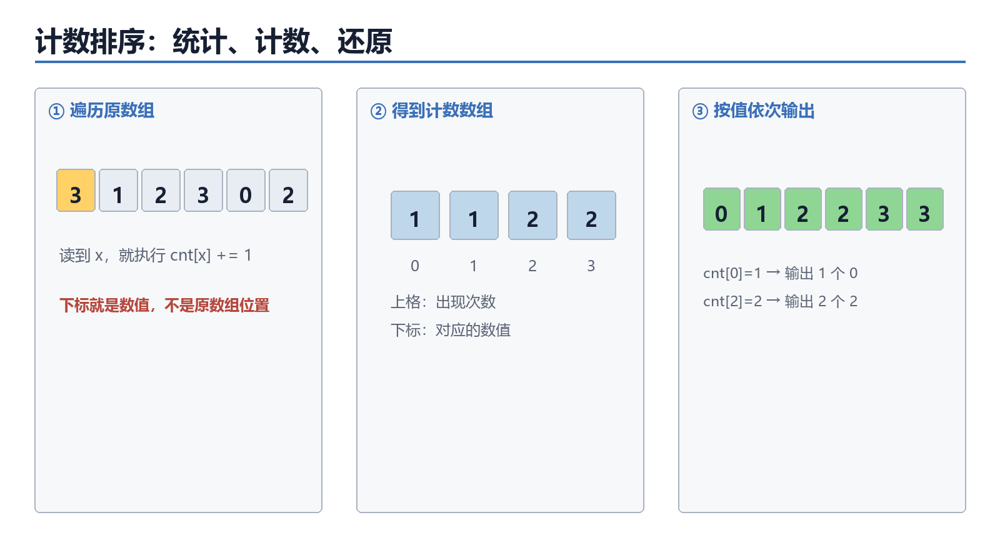 计数排序：统计、计数、还原
① 遍历原数组
3 1 2 3 0 2
读到 x，就执行 cnt[x] += 1
下标就是数值，不是原数组位置
② 得到计数数组
1 1 2 2
0 1 2 3
上格：出现次数
下标：对应的数值
③ 按值依次输出
0 1 2 2 3 3
cnt[0]=1 → 输出 1 个 0
cnt[2]=2 → 输出 2 个 2